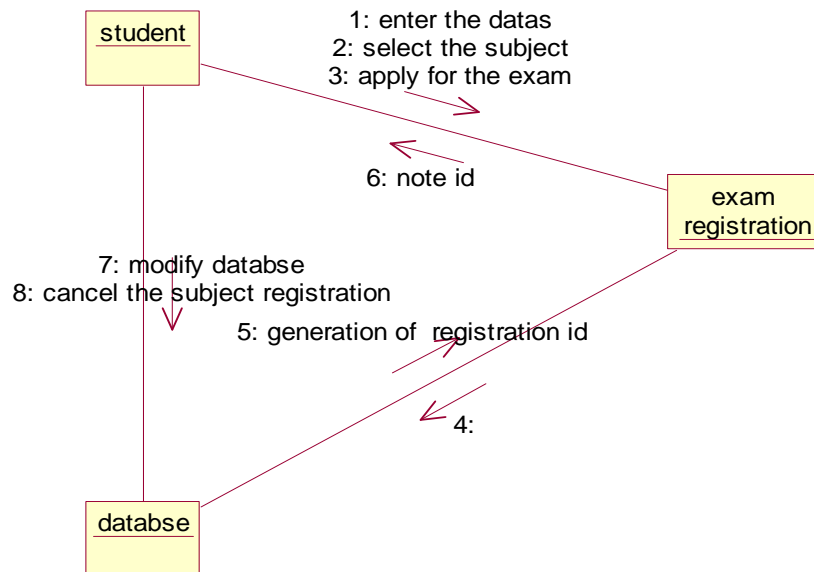 student
1: enter the datas
2: select the subject
3: apply for the exam
6: note id
exam
registration
7: modify databse
8: cancel the subject registration
5: generation of registration id
4:
databse